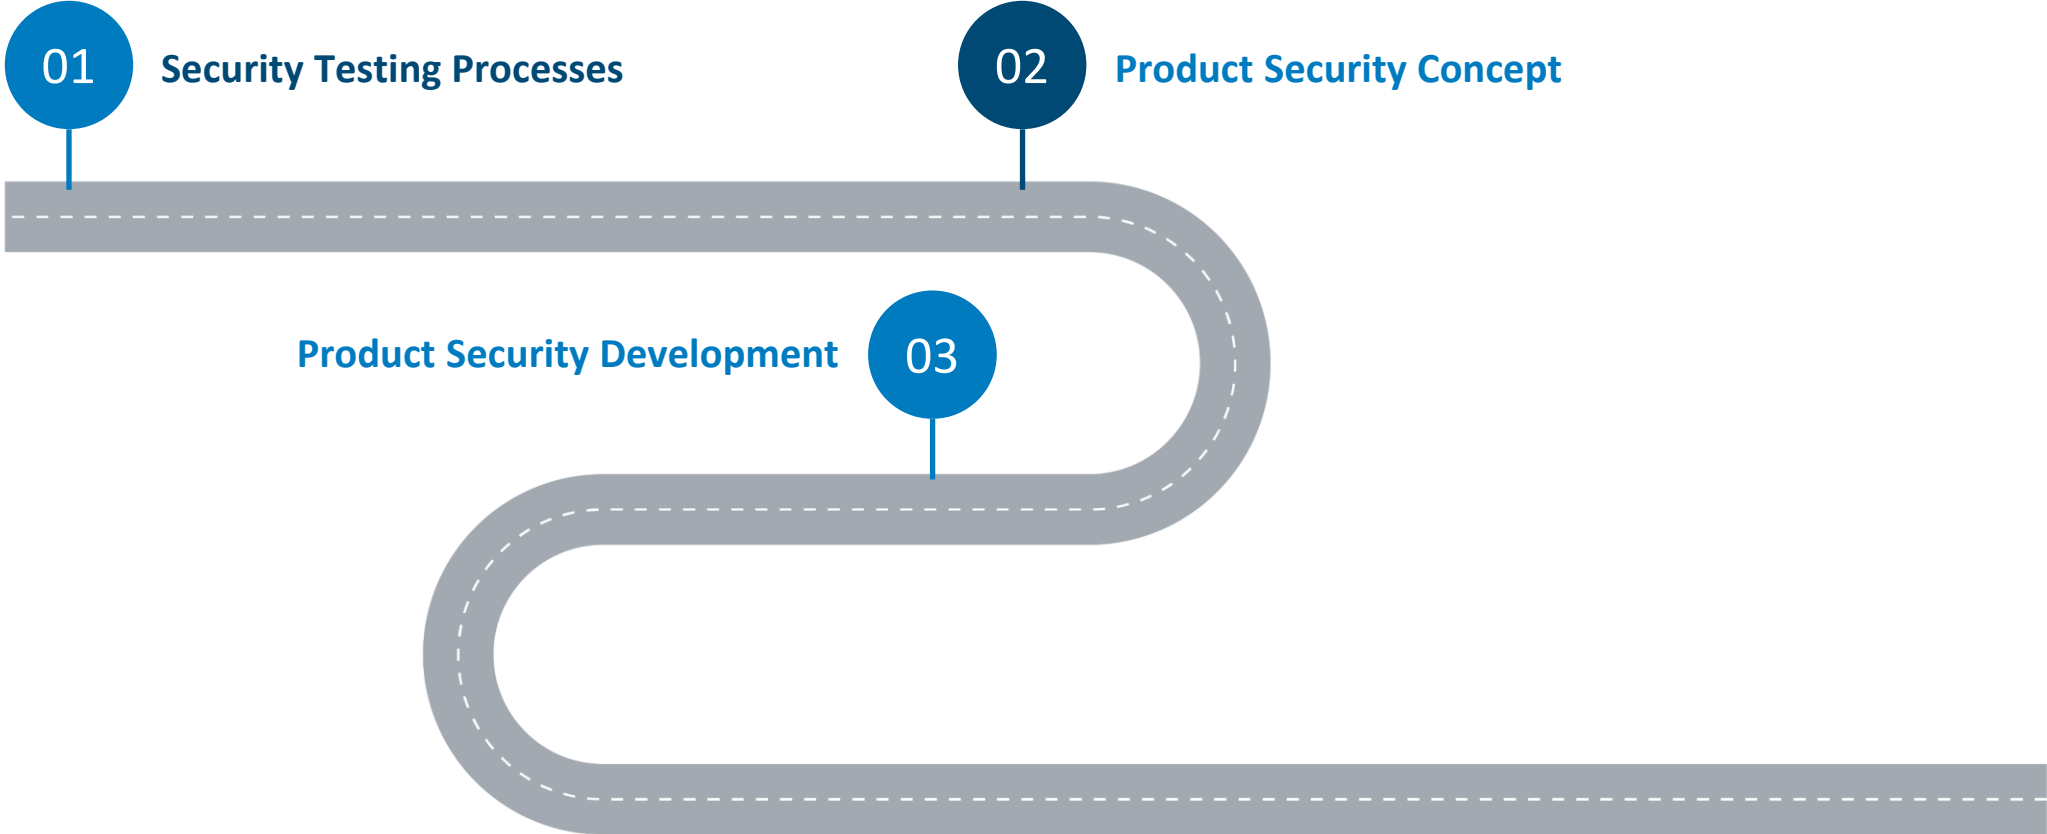 01
Security Testing Processes
02
Product Security Concept
Product Security Development
03